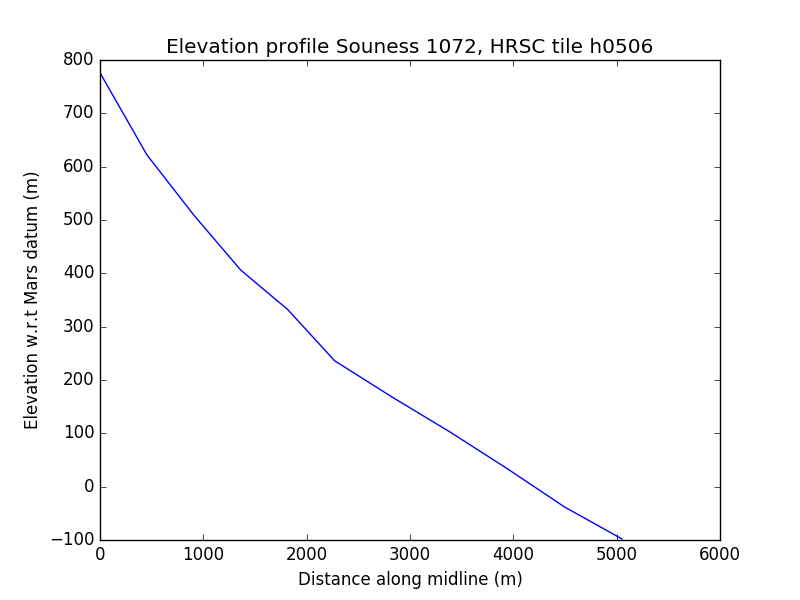 Elevation profile Souness 1072, HRSC tile h0506
800
700
600
500
400
300
200
100
0
−100
0 1000 2000 3000 4000 5000 6000
Elevation w.r.t Mars datum (m)
Distance along midline (m)